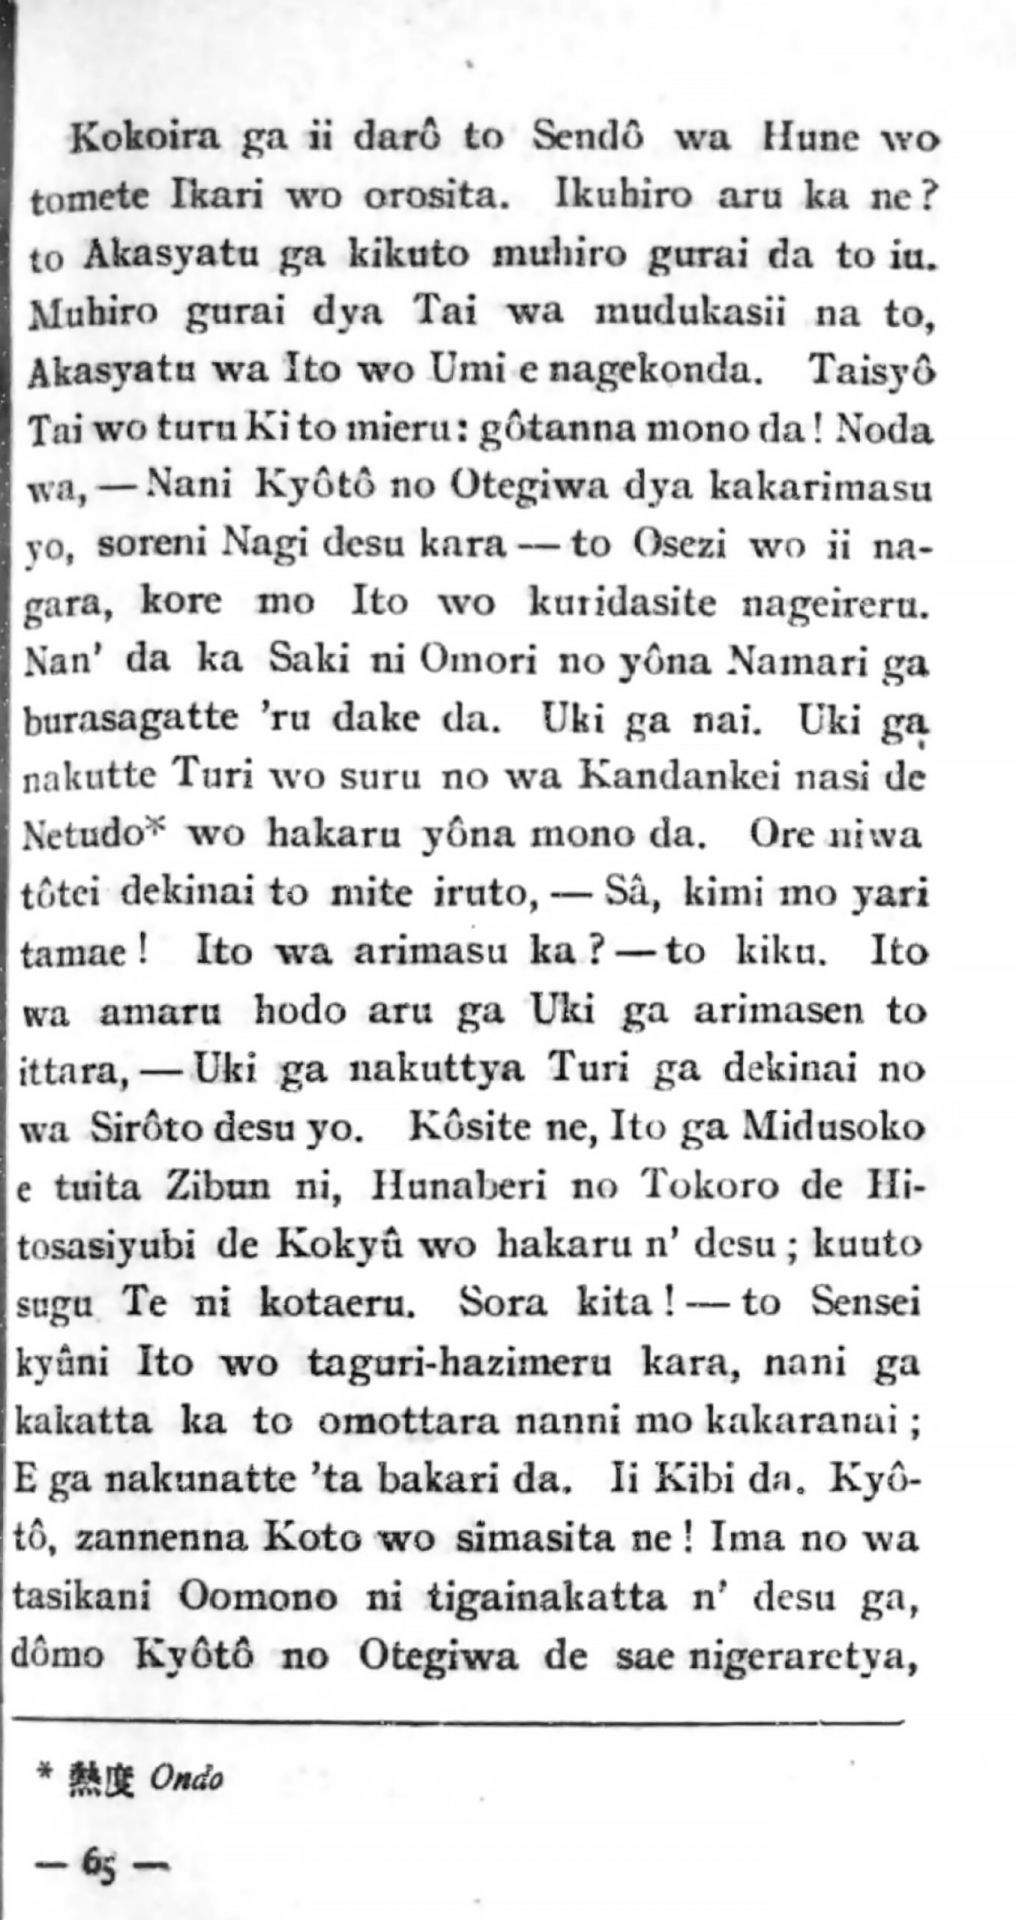 Kokoira ga ii darô to Sendô wa Hune wo
tomete Ikari wo orosita. Ikuhiro aru ka ne?
to Akasyatu ga kikuto muhiro gurai da to iu.
Muhiro gurai dya Tai wa mudukasii na to,
Akasyatu wa Ito wo Umi e nagekonda. Taisyô
Tai wo turu Ki to mieru: gôtanna mono da! Noda
wa, — Nani Kyôtô no Otegiwa dya kakarimasu
yo, soreni Nagi desu kara — to Osezi wo ii na-
gara, kore mo Ito wo kuridasite nageireru.
Nan' da ka Saki ni Omori no yôna Namari ga
burasagatte 'ru dake da. Uki ga nai. Uki ga
nakutte Turi wo suru no wa Kandankei nasi de
Netudo* wo hakaru yôna mono da. Ore niwa
tôtei dekinai to mite iruto, — Sâ, kimi mo yari
tamae! Ito wa arimasu ka? — to kiku. Ito
wa amaru hodo aru ga Uki ga arimasen to
ittara, — Uki ga nakuttya Turi ga dekinai no
wa Sirôto desu yo. Kôsite ne, Ito ga Midusoko
e tuita Zibun ni, Hunaberi no Tokoro de Hi-
tosasiyubi de Kokyû wo hakaru n' desu; kuuto
sugu Te ni kotaeru. Sora kita! — to Sensei
kyûni Ito wo taguri-hazimeru kara, nani ga
kakatta ka to omottara nanni mo kakaranai;
E ga nakunatte 'ta bakari da. Ii Kibi da. Kyô-
tô, zannenna Koto wo simasita ne! Ima no wa
tasikani Oomono ni tigainakatta n' desu ga,
dômo Kyôtô no Otegiwa de sae nigeraretya,
* 熱度 Ondo
— 65 —